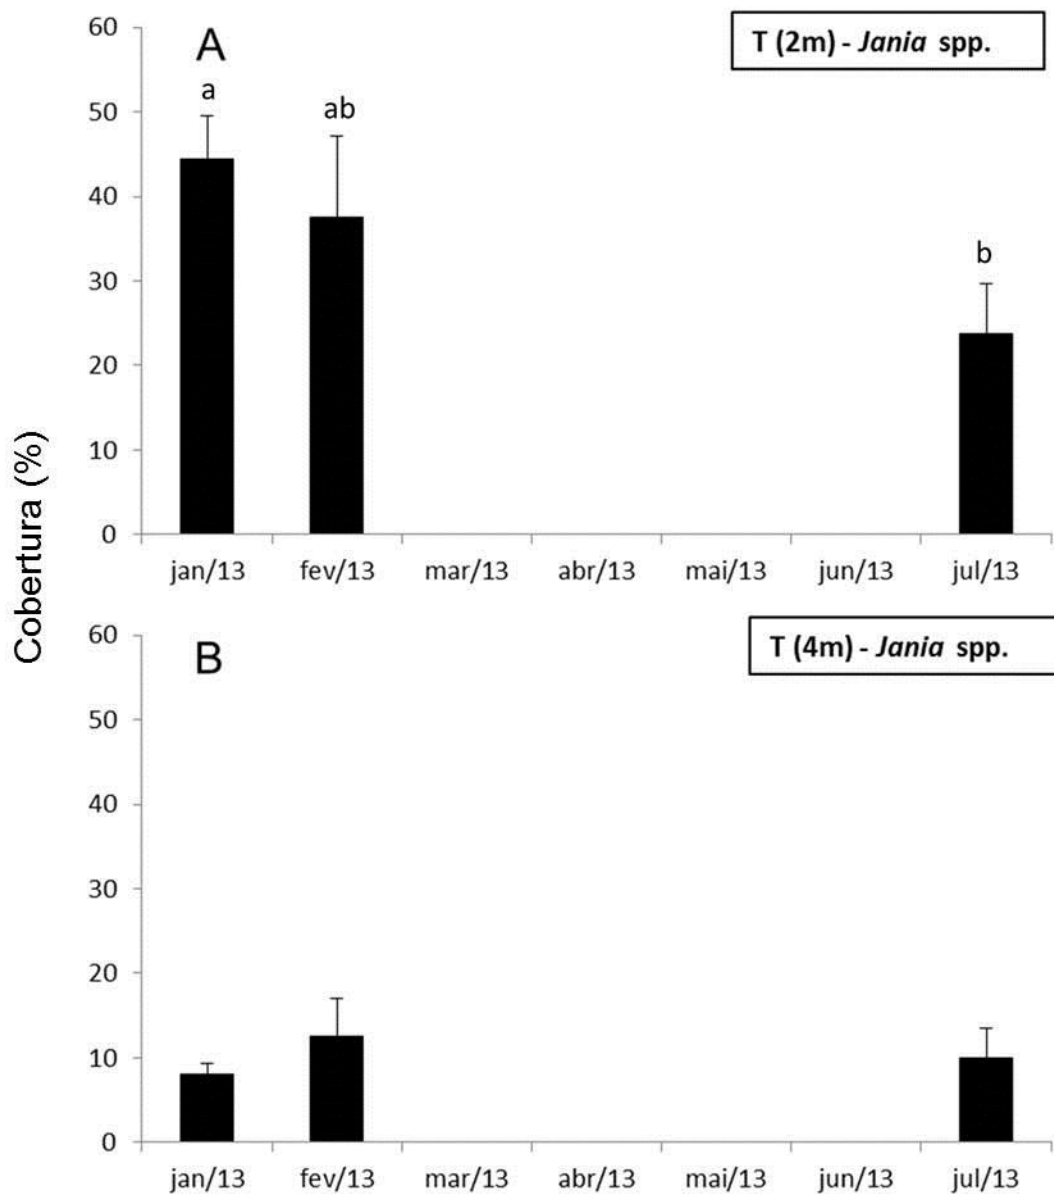 A
T (2m) - Jania spp.
60
50
40
30
20
10
0
a
ab
b
jan/13 fev/13 mar/13 abr/13 mai/13 jun/13 jul/13
Cobertura (%)
B
T (4m) - Jania spp.
60
50
40
30
20
10
0
jan/13 fev/13 mar/13 abr/13 mai/13 jun/13 jul/13